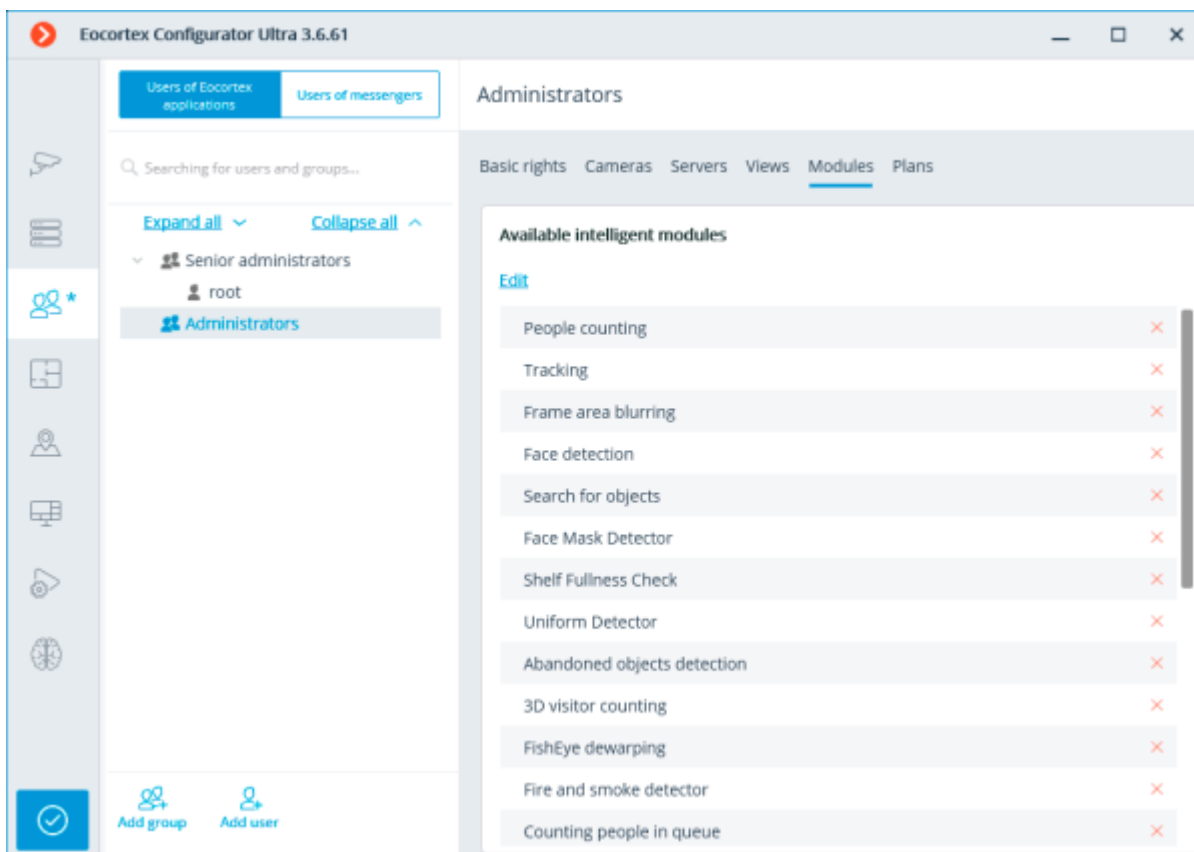 Eocortex Configurator Ultra 3.6.61
Users of Eocortex
applications
Users of messengers
Searching for users and groups...
Expand all
Collapse all
Senior administrators
root
Administrators
Add group
Add user
Administrators
Basic rights Cameras Servers Views Modules Plans
Available intelligent modules
Edit
People counting
Tracking
Frame area blurring
Face detection
Search for objects
Face Mask Detector
Shelf Fullness Check
Uniform Detector
Abandoned objects detection
3D visitor counting
FishEye dewarping
Fire and smoke detector
Counting people in queue